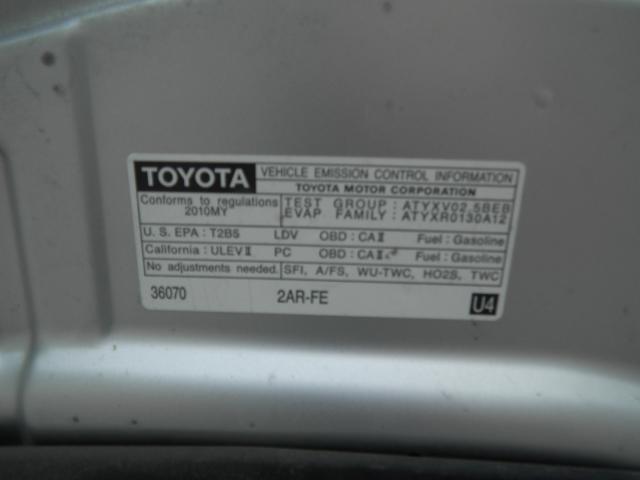 TOYOTA VEHICLE EMISSION CONTROL INFORMATION
TOYOTA MOTOR CORPORATION
Conforms to regulations
2010MY
TEST GROUP : ATYXV02.5BEB
EVAP FAMILY : ATYXR0130A12
U.S. EPA : T2B5 LDV OBD : CAⅡ Fuel : Gasoline
California : ULEVⅡ PC OBD : CAⅡ Fuel : Gasoline
No adjustments needed. SFI, A/FS, WU-TWC, HO2S, TWC
36070 2AR-FE U4